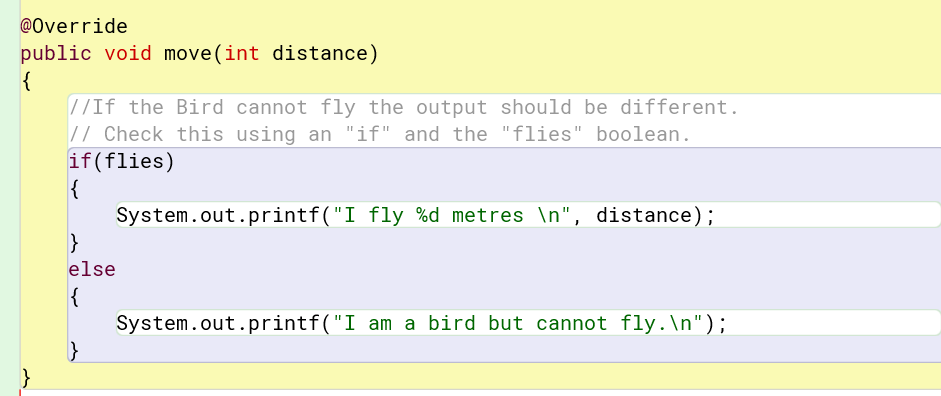 @Override
public void move(int distance)
{
//If the Bird cannot fly the output should be different.
// Check this using an "if" and the "flies" boolean.
if(flies)
{
System.out.printf("I fly %d metres \n", distance);
}
else
{
System.out.printf("I am a bird but cannot fly.\n");
}
}